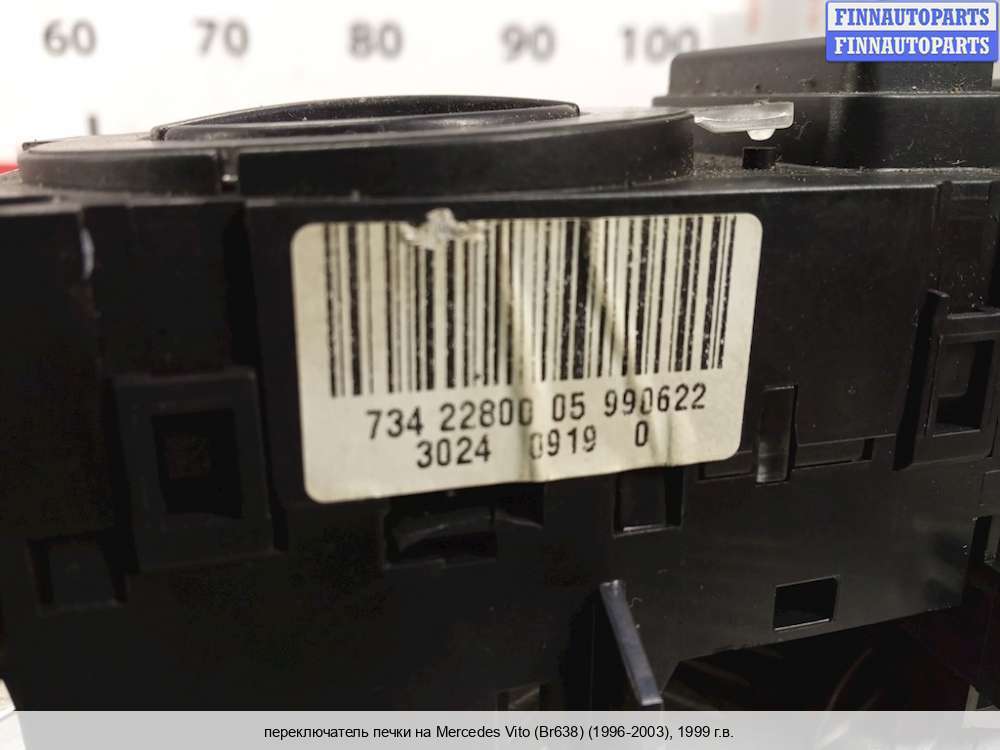 60 70 80 90 100
FINNAUTOPARTS
FINNAUTOPARTS
734 22800 05 990622
3024 0919 0
переключатель печки на Mercedes Vito (Br638) (1996-2003), 1999 г.в.